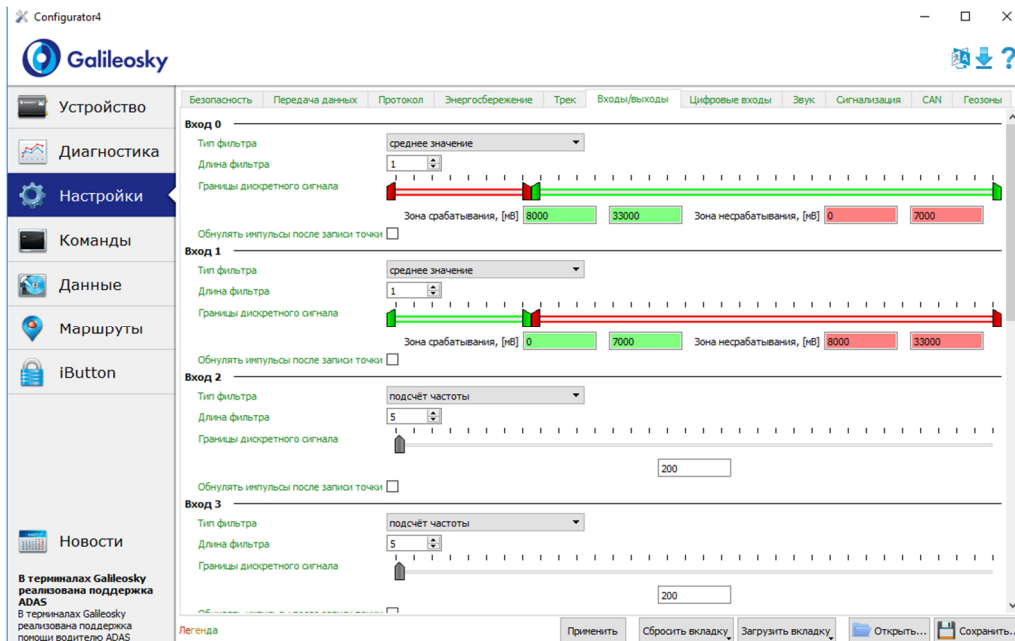 Configurator4
Galileosky
Устройство
Диагностика
Настройки
Команды
Данные
Маршруты
iButton
Новости
В терминалах Galileosky
реализована поддержка
ADAS
В терминалах Galileosky
реализована поддержка
помощи водителю ADAS
Безопасность Передача данных Протокол Энергосбережение Трек Входы/выходы Цифровые входы Звук Сигнализация CAN Геозоны
Вход 0
Тип фильтра среднее значение
Длина фильтра 1
Границы дискретного сигнала
Зона срабатывания, [мВ] 8000 33000 Зона несрабатывания, [мВ] 0 7000
Обнулять импульсы после записи точки
Вход 1
Тип фильтра среднее значение
Длина фильтра 1
Границы дискретного сигнала
Зона срабатывания, [мВ] 0 7000 Зона несрабатывания, [мВ] 8000 33000
Обнулять импульсы после записи точки
Вход 2
Тип фильтра подсчёт частоты
Длина фильтра 5
Границы дискретного сигнала
200
Обнулять импульсы после записи точки
Вход 3
Тип фильтра подсчёт частоты
Длина фильтра 5
Границы дискретного сигнала
200
Легенда Применить Сбросить вкладку Загрузить вкладку Открыть... Сохранить...